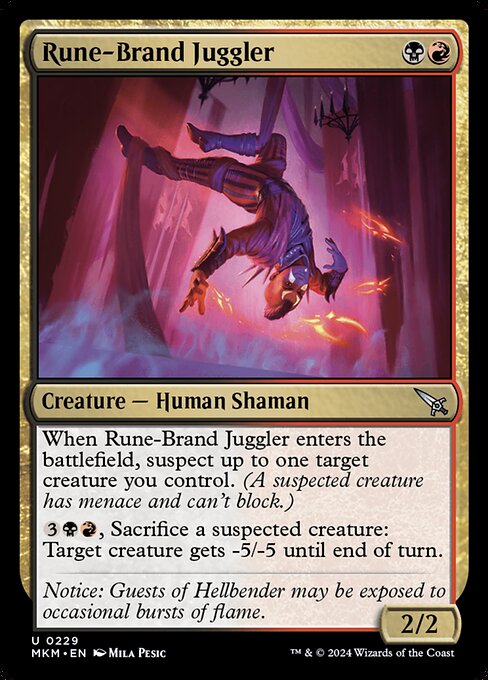 Rune-Brand Juggler
Creature — Human Shaman
When Rune-Brand Juggler enters the
battlefield, suspect up to one target
creature you control. (A suspected creature
has menace and can't block.)
3, Sacrifice a suspected creature:
Target creature gets -5/-5 until end of turn.
Notice: Guests of Hellbender may be exposed to
occasional bursts of flame.
2/2
U 0229
MKM • EN Mila Pesic
™ & © 2024 Wizards of the Coast